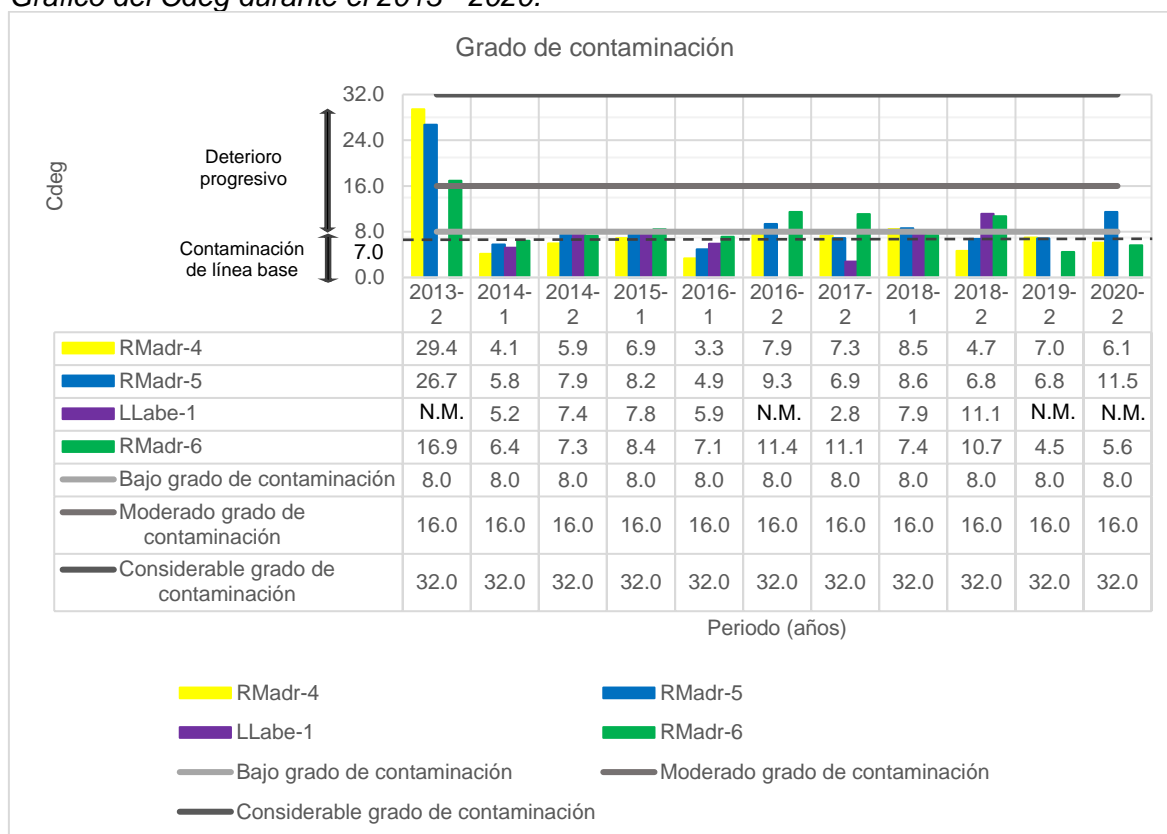 Gráfico del Cdeg durante el 2013 - 2020.
Grado de contaminación
Cdeg
Deterioro
progresivo
Contaminación
de línea base
32.0
24.0
16.0
8.0
7.0
0.0
2013-2 2014-1 2014-2 2015-1 2016-1 2016-2 2017-2 2018-1 2018-2 2019-2 2020-2
RMadr-4 29.4 4.1 5.9 6.9 3.3 7.9 7.3 8.5 4.7 7.0 6.1
RMadr-5 26.7 5.8 7.9 8.2 4.9 9.3 6.9 8.6 6.8 6.8 11.5
LLabe-1 N.M. 5.2 7.4 7.8 5.9 N.M. 2.8 7.9 11.1 N.M. N.M.
RMadr-6 16.9 6.4 7.3 8.4 7.1 11.4 11.1 7.4 10.7 4.5 5.6
Bajo grado de contaminación 8.0 8.0 8.0 8.0 8.0 8.0 8.0 8.0 8.0 8.0 8.0
Moderado grado de
contaminación 16.0 16.0 16.0 16.0 16.0 16.0 16.0 16.0 16.0 16.0 16.0
Considerable grado de
contaminación 32.0 32.0 32.0 32.0 32.0 32.0 32.0 32.0 32.0 32.0 32.0
Periodo (años)
RMadr-4 RMadr-5
LLabe-1 RMadr-6
Bajo grado de contaminación Moderado grado de contaminación
Considerable grado de contaminación